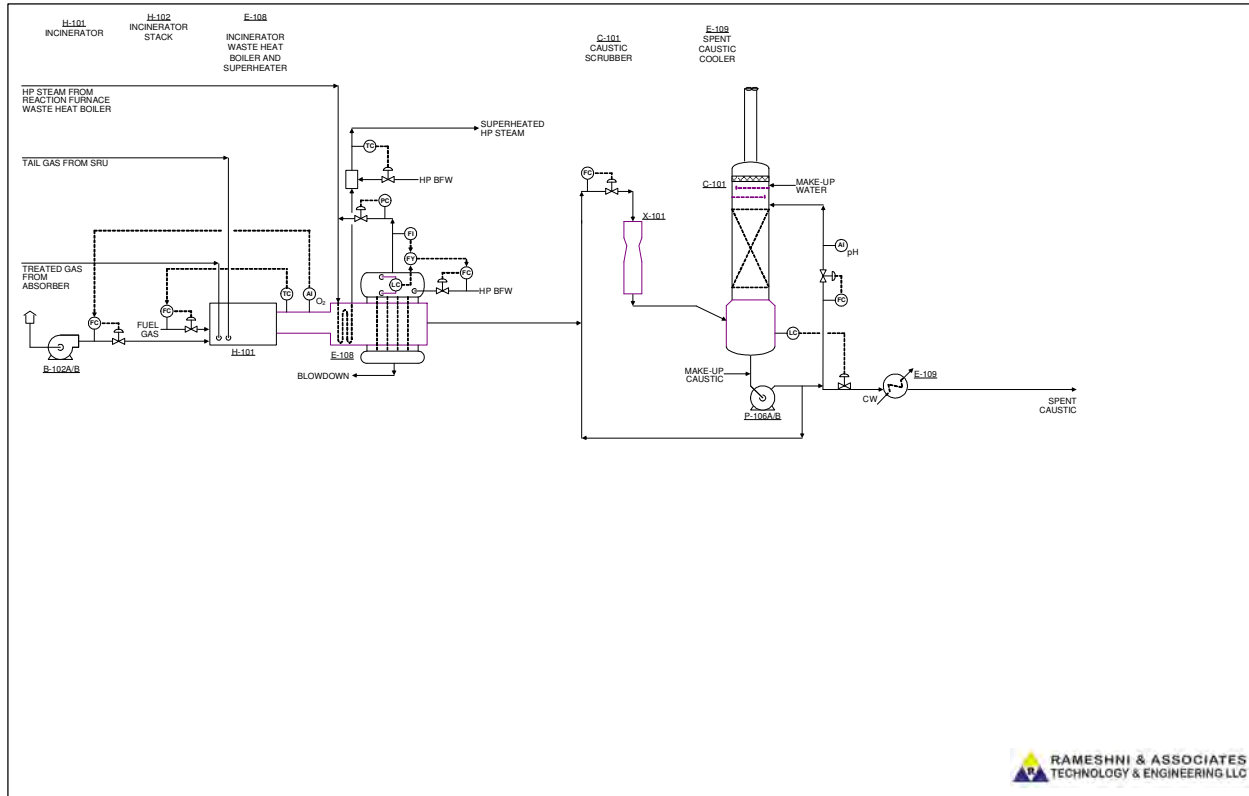 H-101
INCINERATOR
H-102
INCINERATOR
STACK
E-108
INCINERATOR
WASTE HEAT
BOILER AND
SUPERHEATER
C-101
CAUSTIC
SCRUBBER
E-109
SPENT
CAUSTIC
COOLER
HP STEAM FROM
REACTION FURNACE
WASTE HEAT BOILER
SUPERHEATED
HP STEAM
TC
HP BFW
TAIL GAS FROM SRU
PC
FI
FY
FC
LC
HP BFW
TREATED GAS
FROM
ABSORBER
FC
FC
TC
AI
O2
FUEL
GAS
B-102A/B
H-101
E-108
BLOWDOWN
FC
X-101
C-101
MAKE-UP
WATER
AI
pH
FC
LC
MAKE-UP
CAUSTIC
P-106A/B
CW
E-109
SPENT
CAUSTIC
R
RAMESHNI & ASSOCIATES
TECHNOLOGY & ENGINEERING LLC